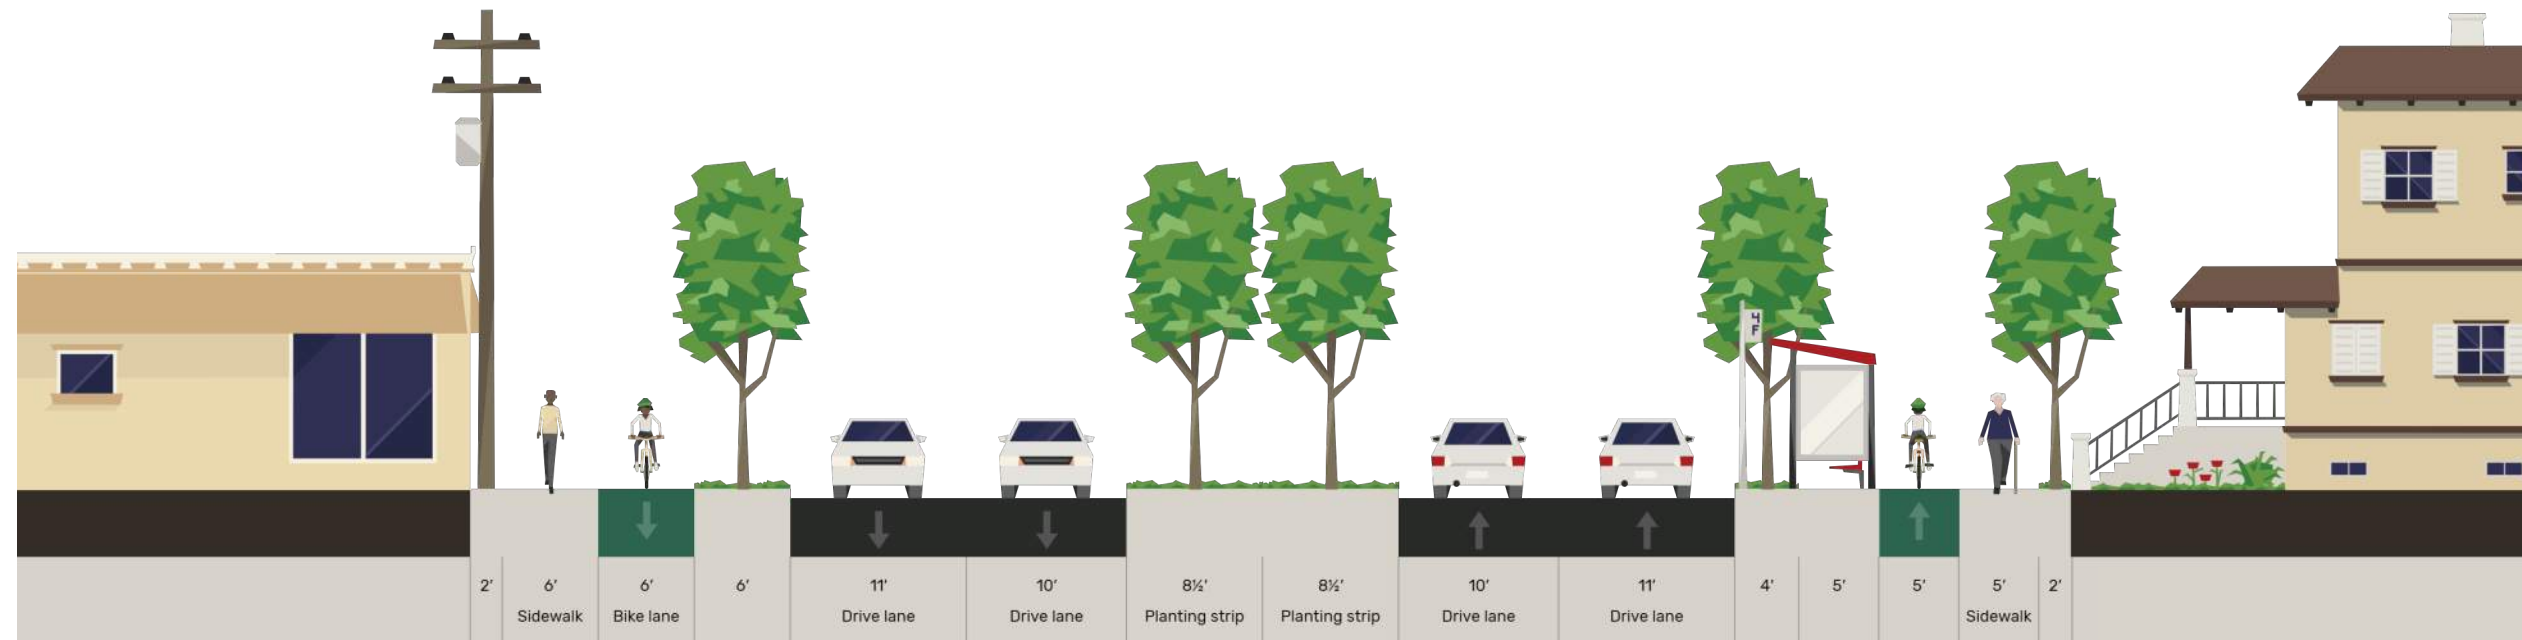 4
F
2′ 6′ 6′ 6′ 11′ 10′ 8½′ 8½′ 10′ 11′ 4′ 5′ 5′ 5′ 2′
Sidewalk Bike lane Drive lane Drive lane Planting strip Planting strip Drive lane Drive lane Sidewalk